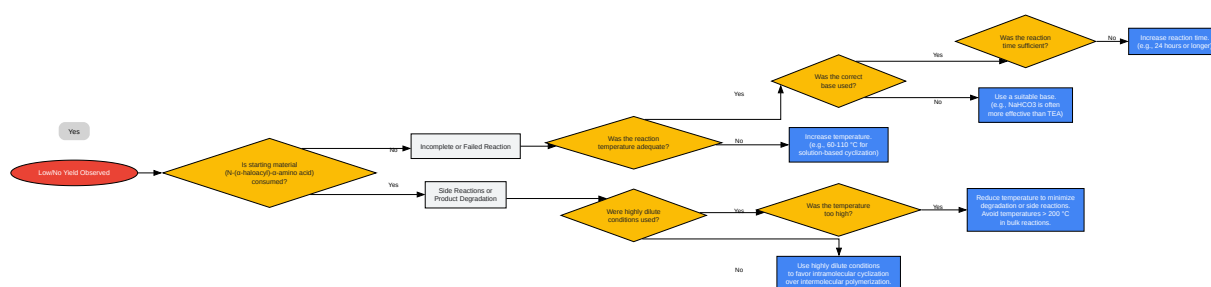 Yes
Low/No Yield Observed
Is starting material
(N-(α-haloacyl)-α-amino acid)
consumed?
No
Incomplete or Failed Reaction
Yes
Side Reactions or
Product Degradation
Was the reaction
temperature adequate?
Yes
No
Was the correct
base used?
Yes
No
Was the reaction
time sufficient?
No
Increase reaction time.
(e.g., 24 hours or longer)
Use a suitable base.
(e.g., NaHCO3 is often
more effective than TEA)
Increase temperature.
(e.g., 60-110 °C for
solution-based cyclization)
Were highly dilute
conditions used?
Yes
No
Was the temperature
too high?
Yes
Reduce temperature to minimize
degradation or side reactions.
Avoid temperatures > 200 °C
in bulk reactions.
Use highly dilute conditions
to favor intramolecular cyclization
over intermolecular polymerization.